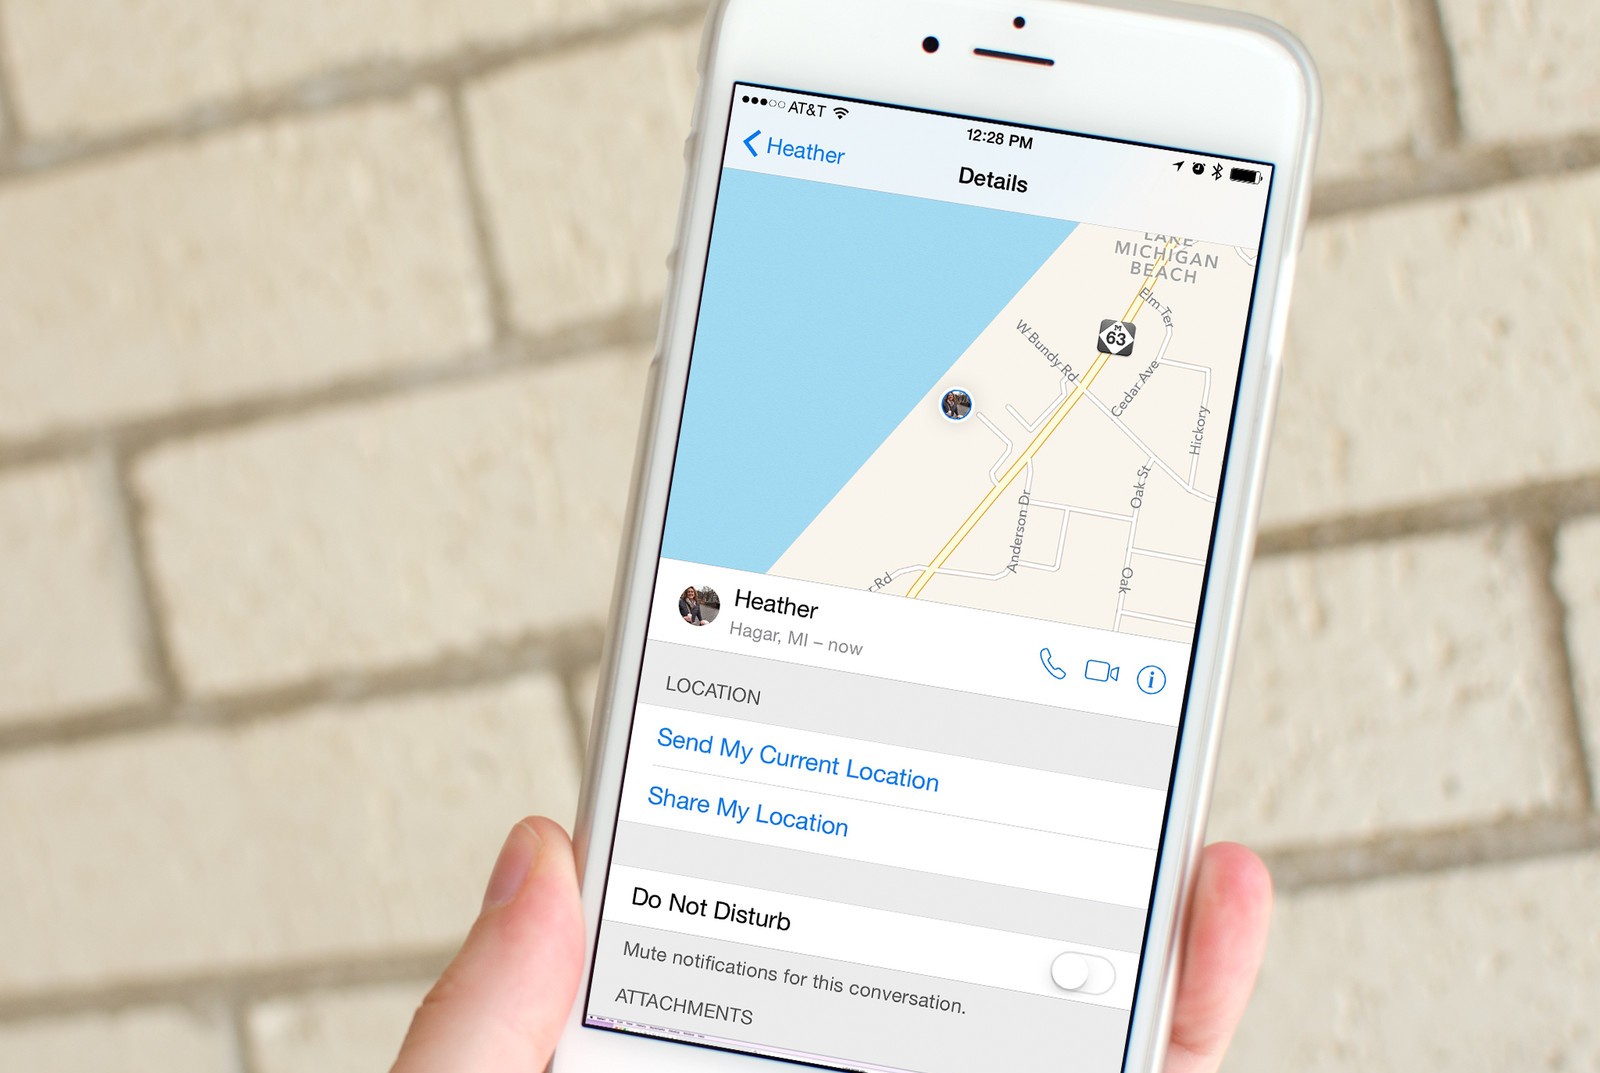 AT&T
12:28 PM
Heather
Details
LAKE
MICHIGAN
BEACH
Elm Ter
M
63
W Bundy Rd
Cedar Ave
Hickory
Oak St
Anderson Dr
r Rd
Oak
Heather
Hagar, MI – now
LOCATION
Send My Current Location
Share My Location
Do Not Disturb
Mute notifications for this conversation.
ATTACHMENTS